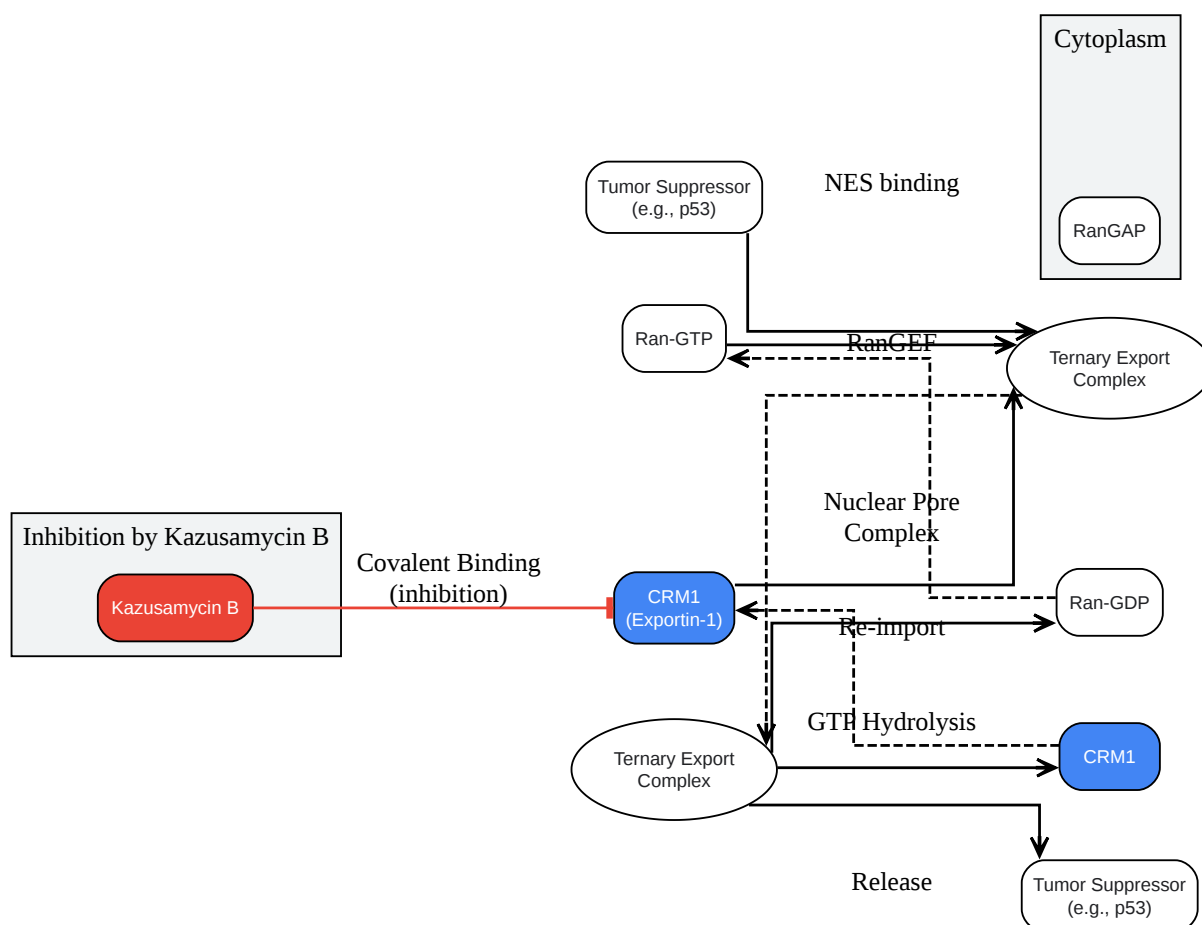 Cytoplasm
Tumor Suppressor
(e.g., p53)
NES binding
RanGAP
Ran-GTP
RanGEF
Ternary Export
Complex
Nuclear Pore
Complex
Inhibition by Kazusamycin B
Kazusamycin B
Covalent Binding
(inhibition)
CRM1
(Exportin-1)
Ran-GDP
Re-import
GTP Hydrolysis
Ternary Export
Complex
CRM1
Release
Tumor Suppressor
(e.g., p53)